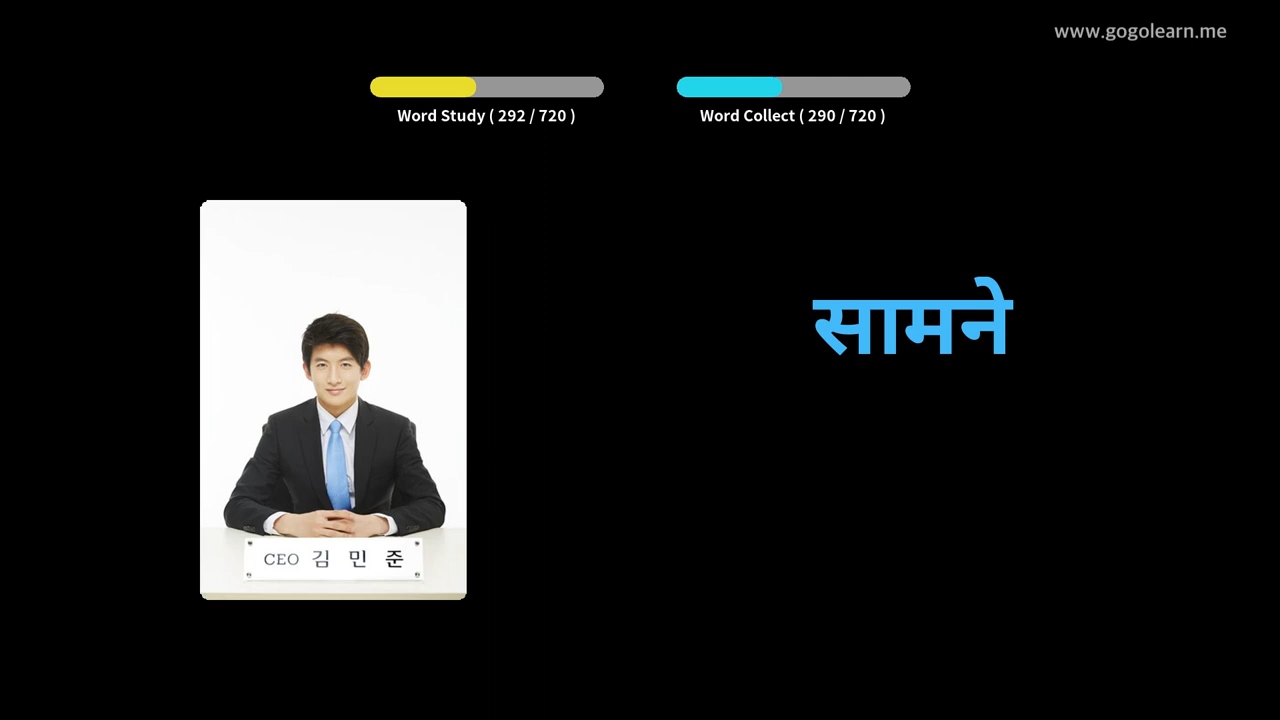 www.gogolearn.me
Word Study ( 292 / 720 )
Word Collect ( 290 / 720 )
सामने
CEO 김 민 준